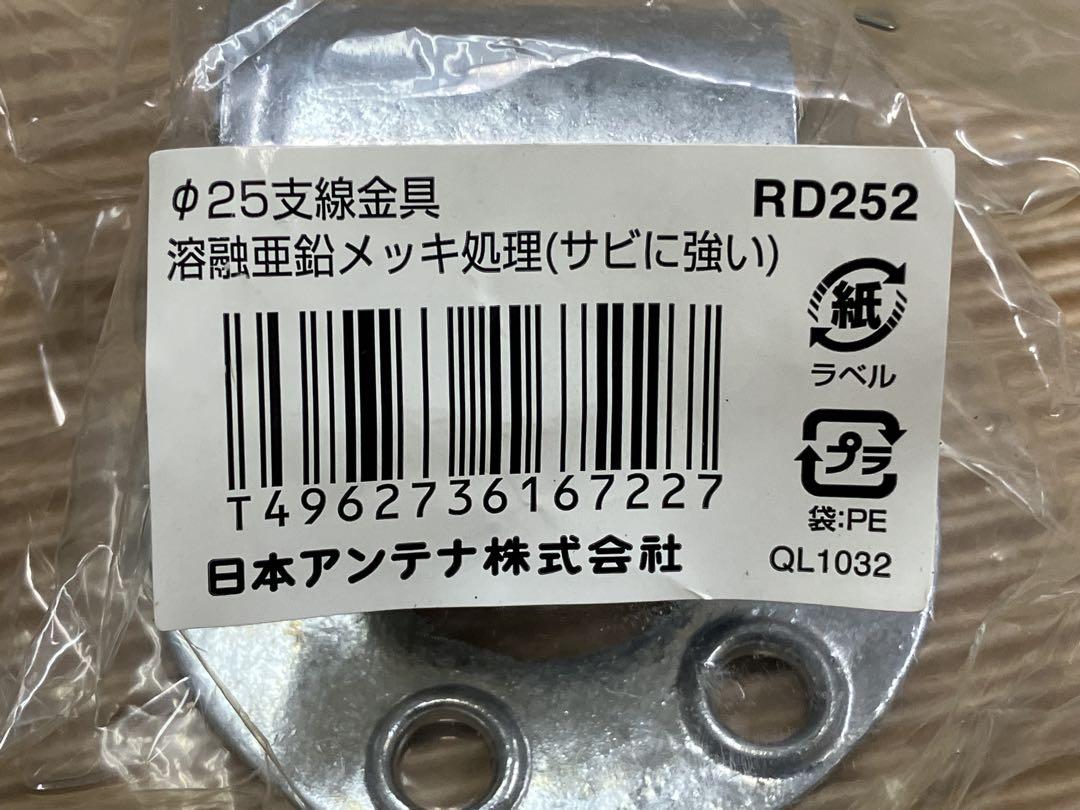 φ25支線金具
RD252
溶融亜鉛メッキ処理(サビに強い)
紙
ラベル
プラ
袋:PE
T4962736167227
日本アンテナ株式会社
QL1032